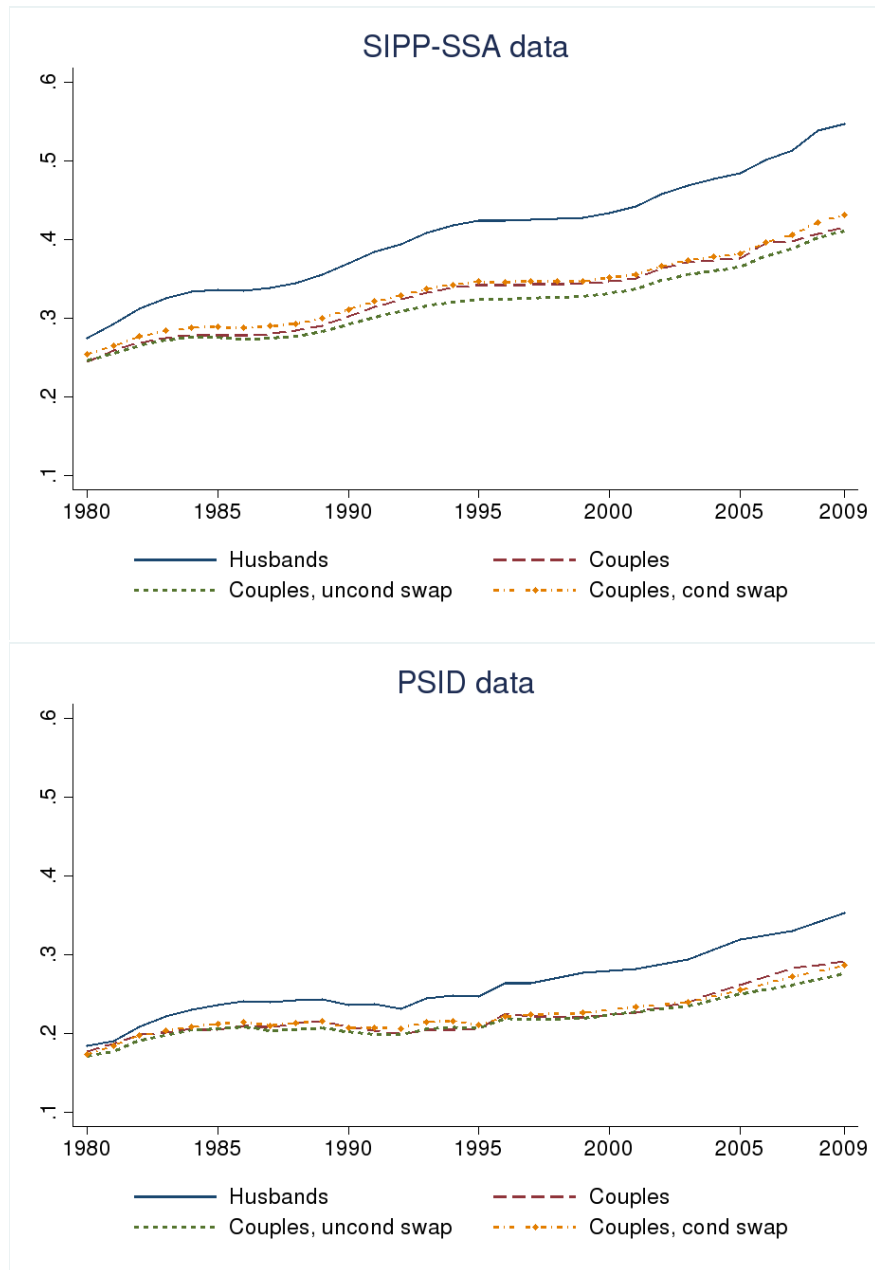 SIPP-SSA data
.6
.5
.4
.3
.2
.1
1980 1985 1990 1995 2000 2005 2009
Husbands Couples
Couples, uncond swap Couples, cond swap
PSID data
.6
.5
.4
.3
.2
.1
1980 1985 1990 1995 2000 2005 2009
Husbands Couples
Couples, uncond swap Couples, cond swap